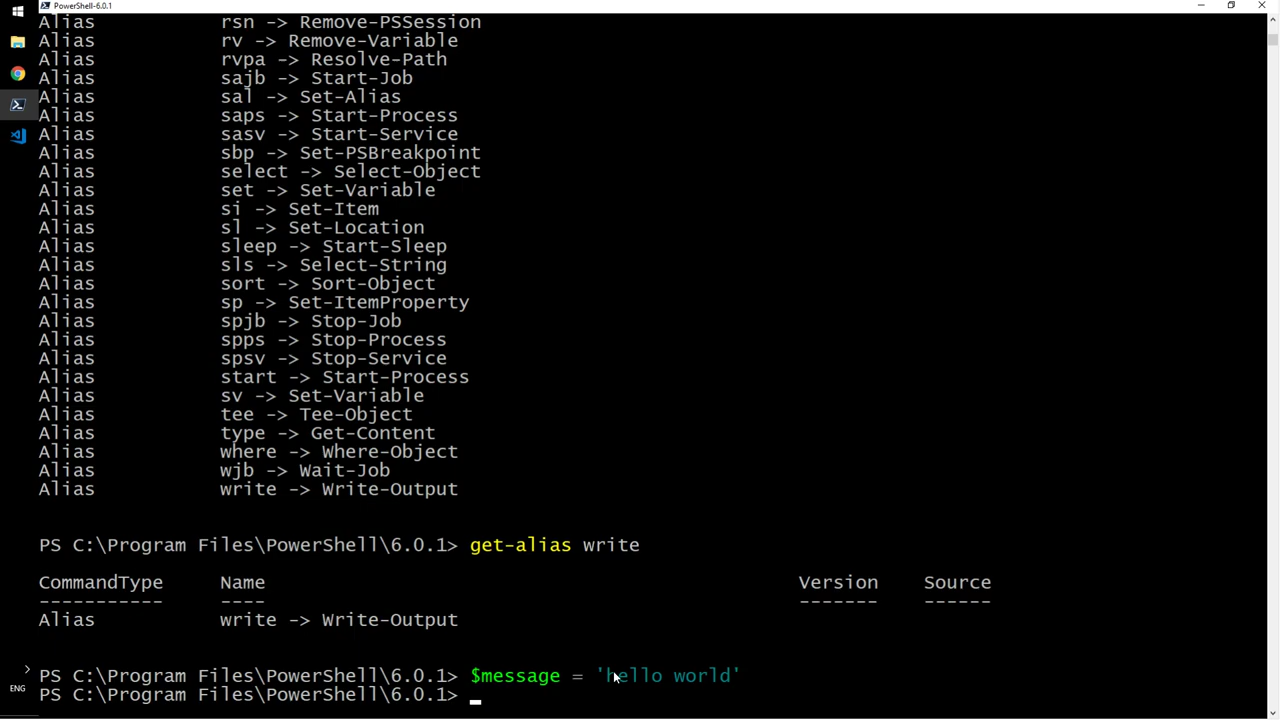 PowerShell-6.0.1
Alias rsn -> Remove-PSSession
Alias rv -> Remove-Variable
Alias rvpa -> Resolve-Path
Alias sajb -> Start-Job
Alias sal -> Set-Alias
Alias saps -> Start-Process
Alias sasv -> Start-Service
Alias sbp -> Set-PSBreakpoint
Alias select -> Select-Object
Alias set -> Set-Variable
Alias si -> Set-Item
Alias sl -> Set-Location
Alias sleep -> Start-Sleep
Alias sls -> Select-String
Alias sort -> Sort-Object
Alias sp -> Set-ItemProperty
Alias spjb -> Stop-Job
Alias spps -> Stop-Process
Alias spsv -> Stop-Service
Alias start -> Start-Process
Alias sv -> Set-Variable
Alias tee -> Tee-Object
Alias type -> Get-Content
Alias where -> Where-Object
Alias wjb -> Wait-Job
Alias write -> Write-Output
PS C:\Program Files\PowerShell\6.0.1> get-alias write
CommandType Name Version Source
----------- ---- ------- ------
Alias write -> Write-Output
PS C:\Program Files\PowerShell\6.0.1> $message = 'hello world'
PS C:\Program Files\PowerShell\6.0.1>
ENG